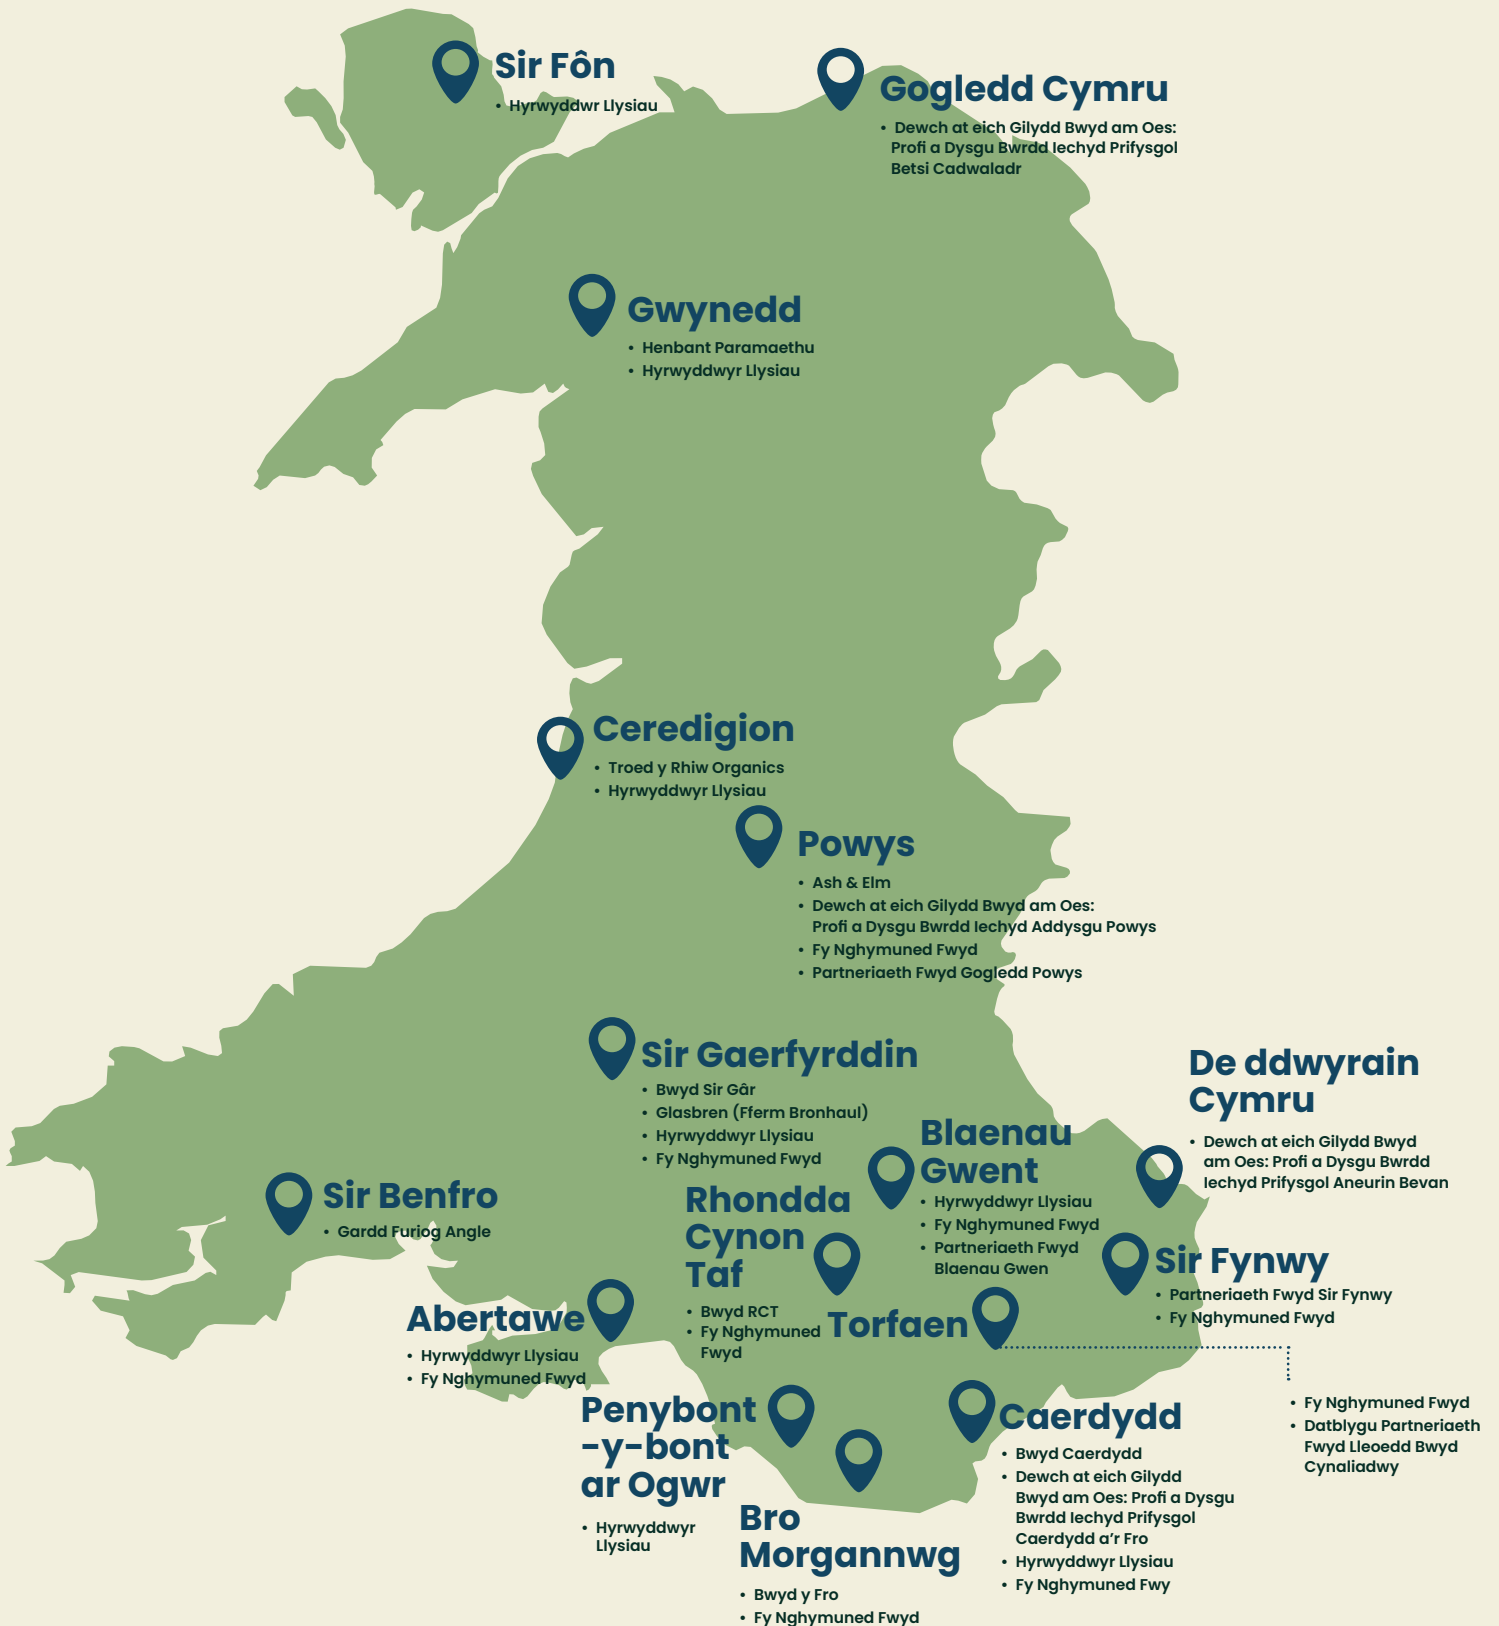 Sir Fôn
• Hyrwyddwr Llysiau
Gogledd Cymru
• Dewch at eich Gilydd Bwyd am Oes:
Profi a Dysgu Bwrdd Iechyd Prifysgol
Betsi Cadwaladr
Gwynedd
• Henbant Paramaethu
• Hyrwyddwyr Llysiau
Ceredigion
• Troed y Rhiw Organics
• Hyrwyddwyr Llysiau
Powys
• Ash & Elm
• Dewch at eich Gilydd Bwyd am Oes:
Profi a Dysgu Bwrdd Iechyd Addysgu Powys
• Fy Nghymuned Fwyd
• Partneriaeth Fwyd Gogledd Powys
Sir Gaerfyrddin
• Bwyd Sir Gâr
• Glasbren (Fferm Bronhaul)
• Hyrwyddwyr Llysiau
• Fy Nghymuned Fwyd
De ddwyrain
Cymru
• Dewch at eich Gilydd Bwyd
am Oes: Profi a Dysgu Bwrdd
Iechyd Prifysgol Aneurin Bevan
Blaenau
Gwent
• Hyrwyddwyr Llysiau
• Fy Nghymuned Fwyd
• Partneriaeth Fwyd
Blaenau Gwen
Sir Benfro
• Gardd Furiog Angle
Rhondda
Cynon
Taf
• Bwyd RCT
• Fy Nghymuned
Fwyd
Sir Fynwy
• Partneriaeth Fwyd Sir Fynwy
• Fy Nghymuned Fwyd
Abertawe
• Hyrwyddwyr Llysiau
• Fy Nghymuned Fwyd
Torfaen
• Fy Nghymuned Fwyd
• Datblygu Partneriaeth
Fwyd Lleoedd Bwyd
Cynaliadwy
Penybont
-y-bont
ar Ogwr
• Hyrwyddwyr
Llysiau
Caerdydd
• Bwyd Caerdydd
• Dewch at eich Gilydd
Bwyd am Oes: Profi a Dysgu
Bwrdd Iechyd Prifysgol
Caerdydd a’r Fro
• Hyrwyddwyr Llysiau
• Fy Nghymuned Fwy
Bro
Morgannwg
• Bwyd y Fro
• Fy Nghymuned Fwyd